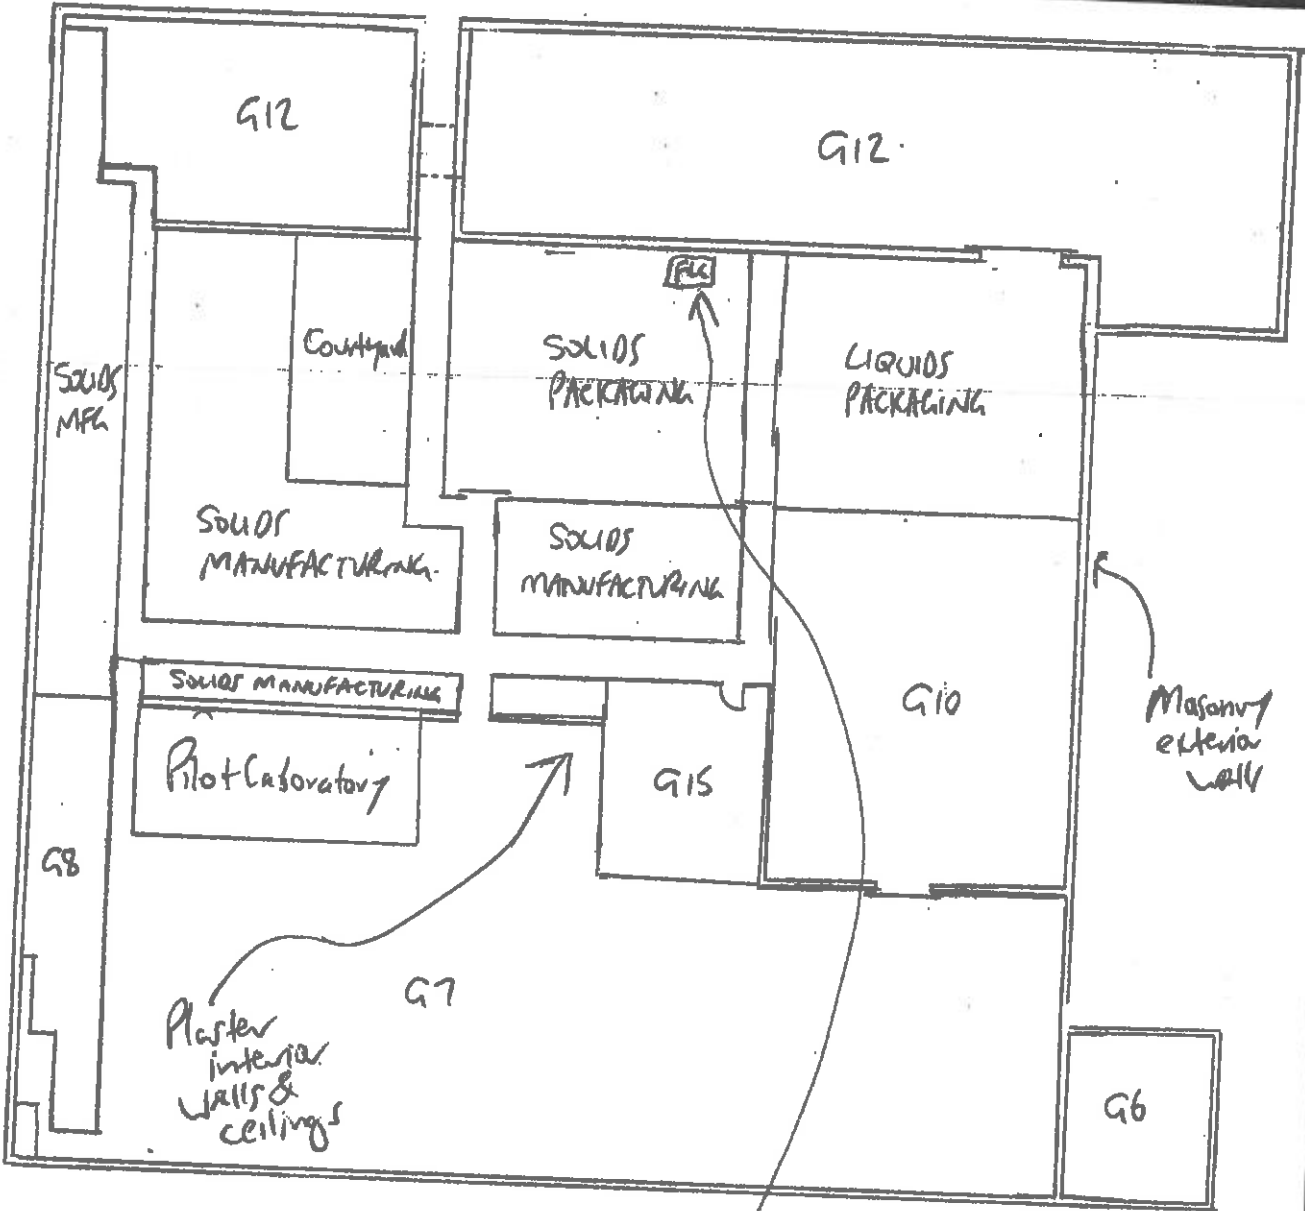 G12
G12.
SOLIDS
MFG
Courtyard
SOLIDS
PACKAGING
LIQUIDS
PACKAGING
SOLIDS
MANUFACTURING.
SOLIDS
MANUFACTURING
SOLIDS MANUFACTURING
Pilot Laboratory
G15
G10
Masonry
exterior
wall
G8
G7
Plaster
interior
walls &
ceilings
G6